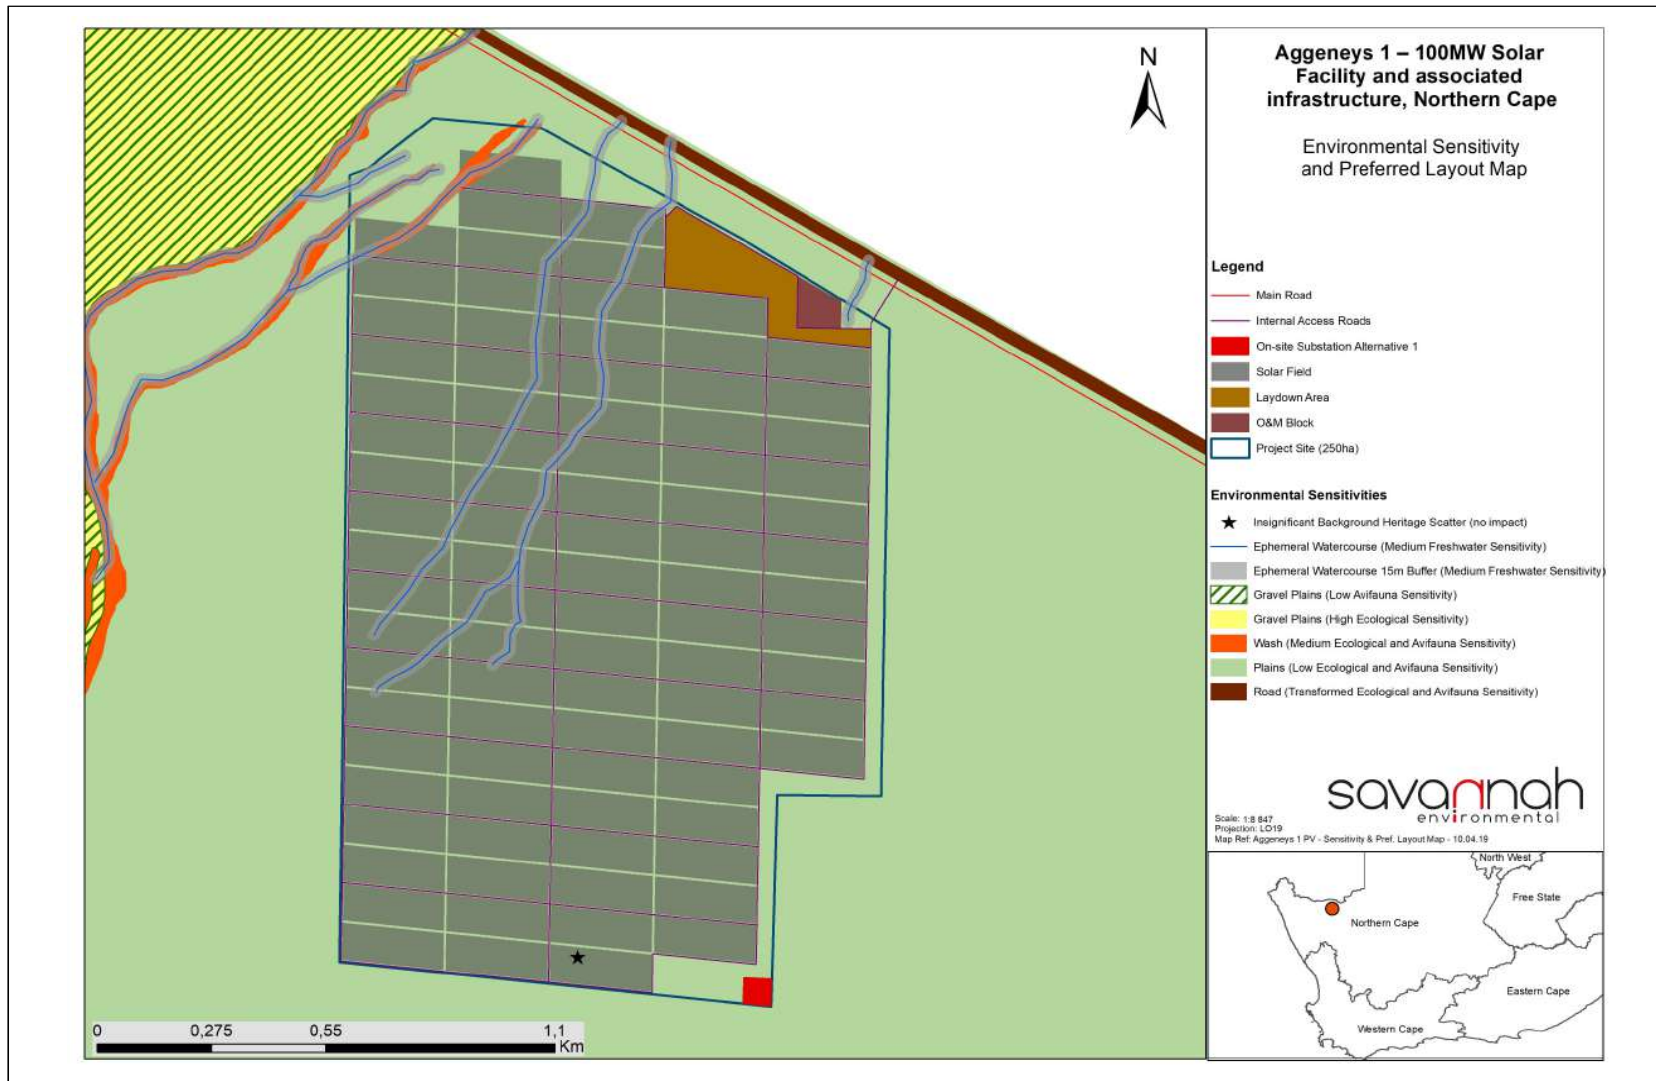 N
Aggeneys 1 – 100MW Solar
Facility and associated
infrastructure, Northern Cape
Environmental Sensitivity
and Preferred Layout Map
Legend
Main Road
Internal Access Roads
On-site Substation Alternative 1
Solar Field
Laydown Area
O&M Block
Project Site (250ha)
Environmental Sensitivities
Insignificant Background Heritage Scatter (no impact)
Ephemeral Watercourse (Medium Freshwater Sensitivity)
Ephemeral Watercourse 15m Buffer (Medium Freshwater Sensitivity)
Gravel Plains (Low Avifauna Sensitivity)
Gravel Plains (High Ecological Sensitivity)
Wash (Medium Ecological and Avifauna Sensitivity)
Plains (Low Ecological and Avifauna Sensitivity)
Road (Transformed Ecological and Avifauna Sensitivity)
savannah
environmental
Scale: 1:8 847
Projection: LO19
Map Ref: Aggeneys 1 PV - Sensitivity & Pref. Layout Map - 10.04.19
North West
Free State
Northern Cape
Eastern Cape
Western Cape
0 0,275 0,55 1,1
Km